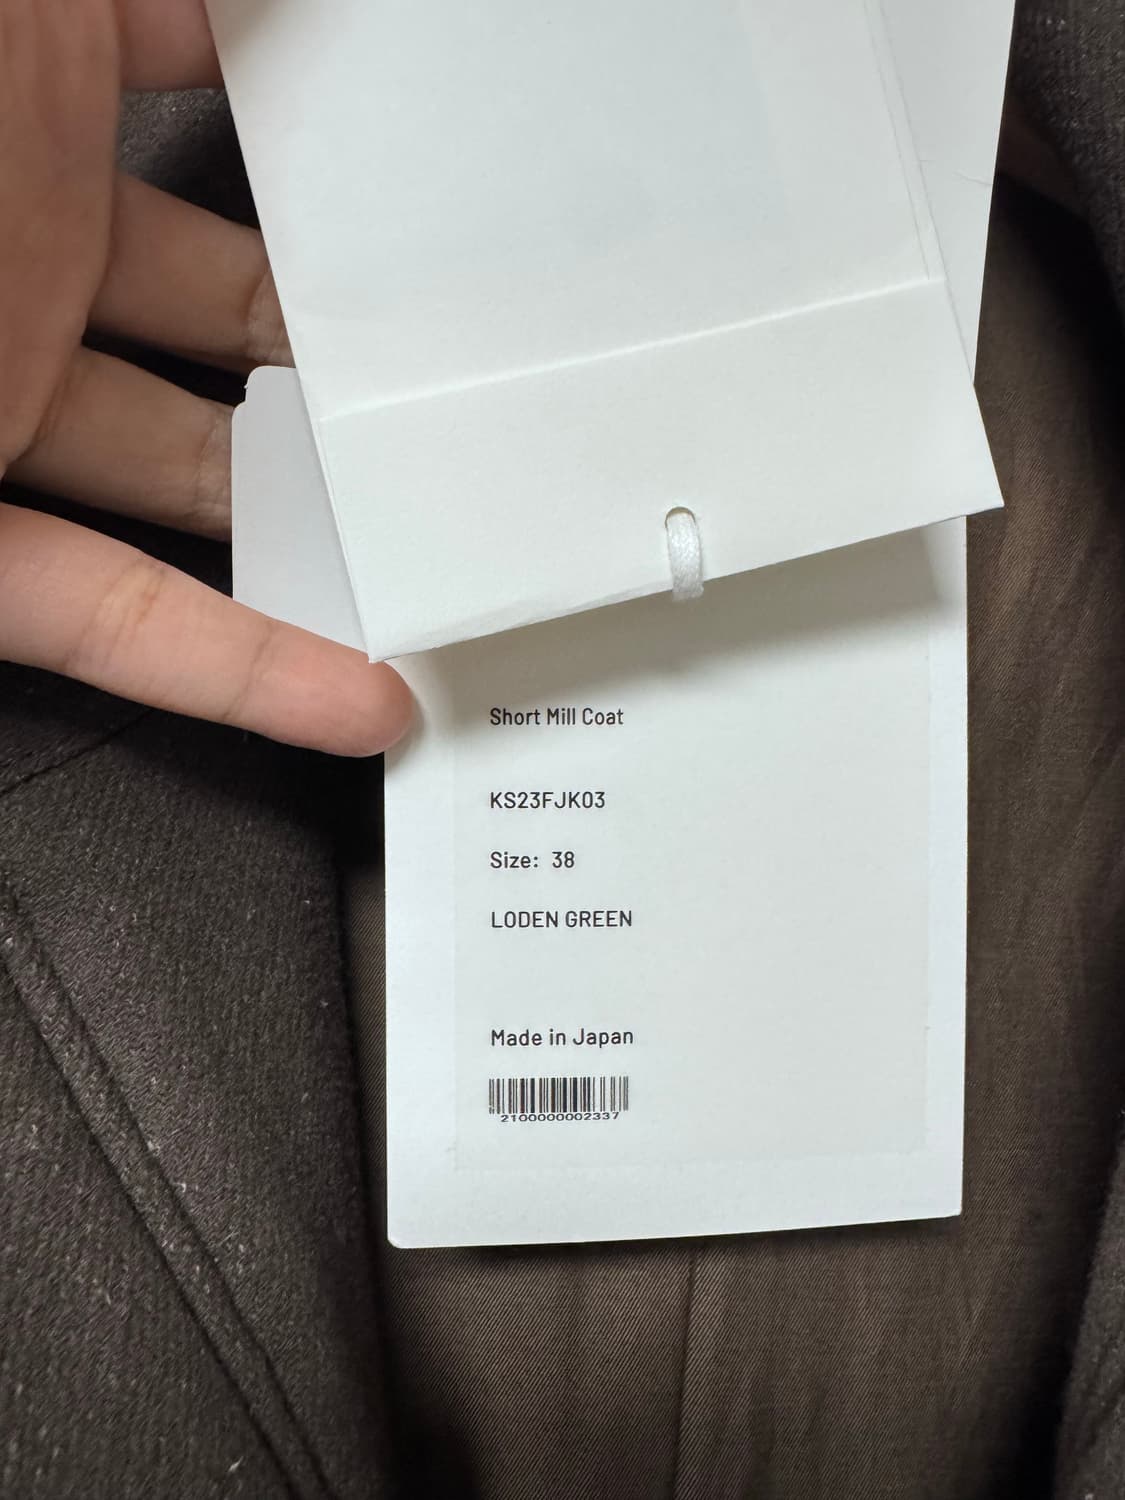 Short Mill Coat
KS23FJK03
Size: 38
LODEN GREEN
Made in Japan
2100000002337